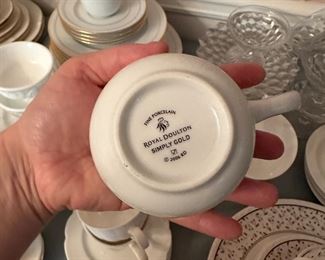 FINE PORCELAIN
ROYAL DOULTON
SIMPLY GOLD
© 2006 RD